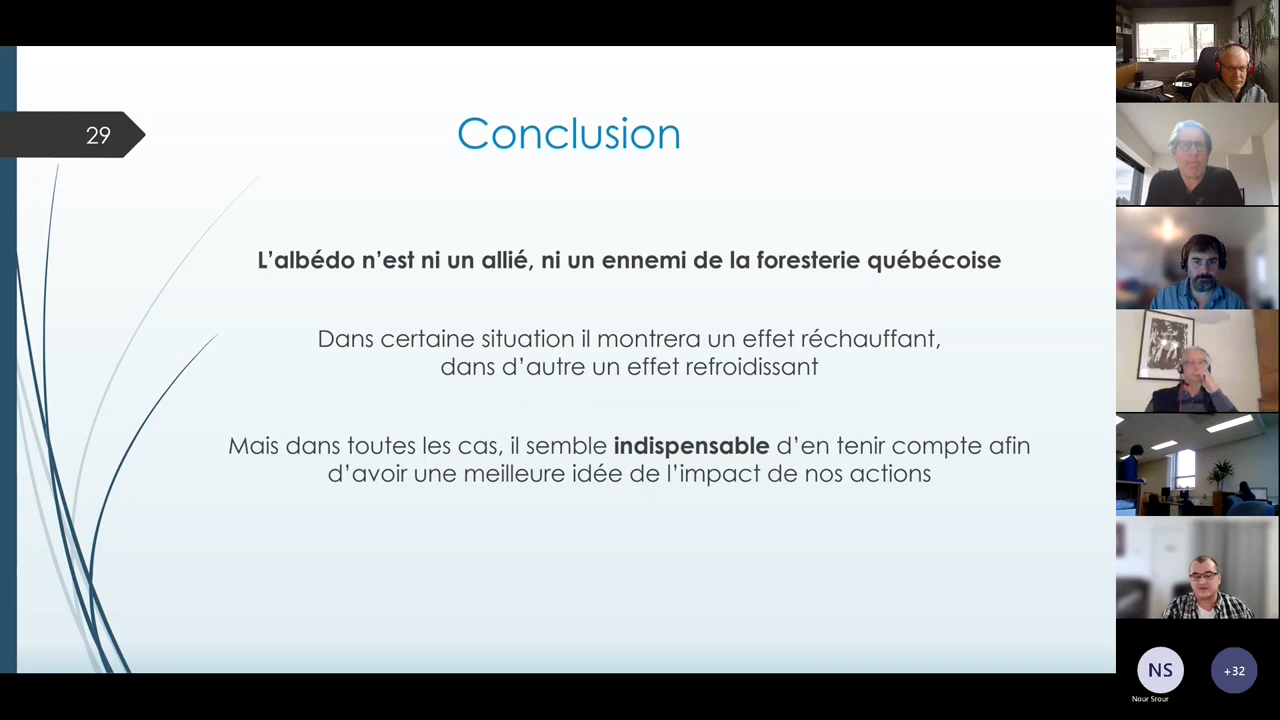 29
Conclusion
L’albédo n’est ni un allié, ni un ennemi de la foresterie québécoise
Dans certaine situation il montrera un effet réchauffant,
dans d’autre un effet refroidissant
Mais dans toutes les cas, il semble indispensable d’en tenir compte afin
d’avoir une meilleure idée de l’impact de nos actions
NS
+32
Nour Srour